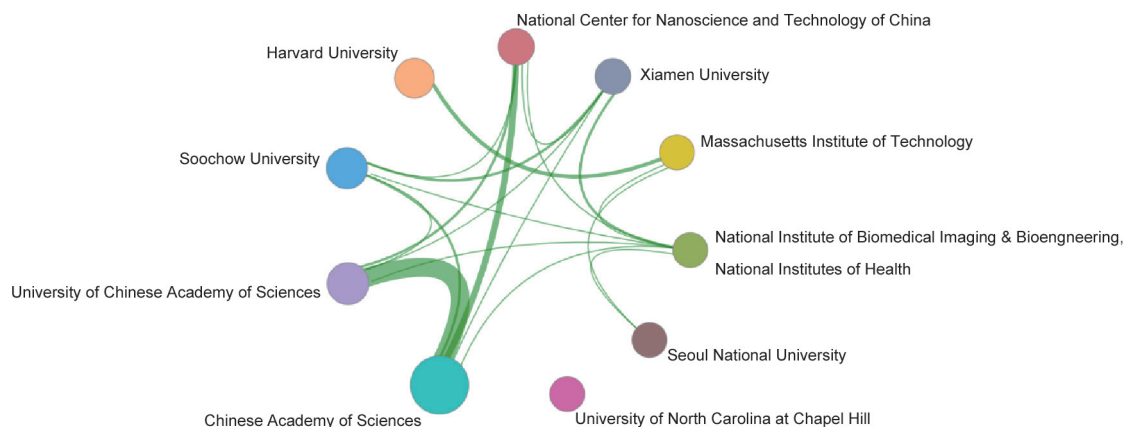 National Center for Nanoscience and Technology of China
Harvard University
Xiamen University
Massachusetts Institute of Technology
Soochow University
National Institute of Biomedical Imaging & Bioengneering,
National Institutes of Health
University of Chinese Academy of Sciences
Seoul National University
Chinese Academy of Sciences
University of North Carolina at Chapel Hill